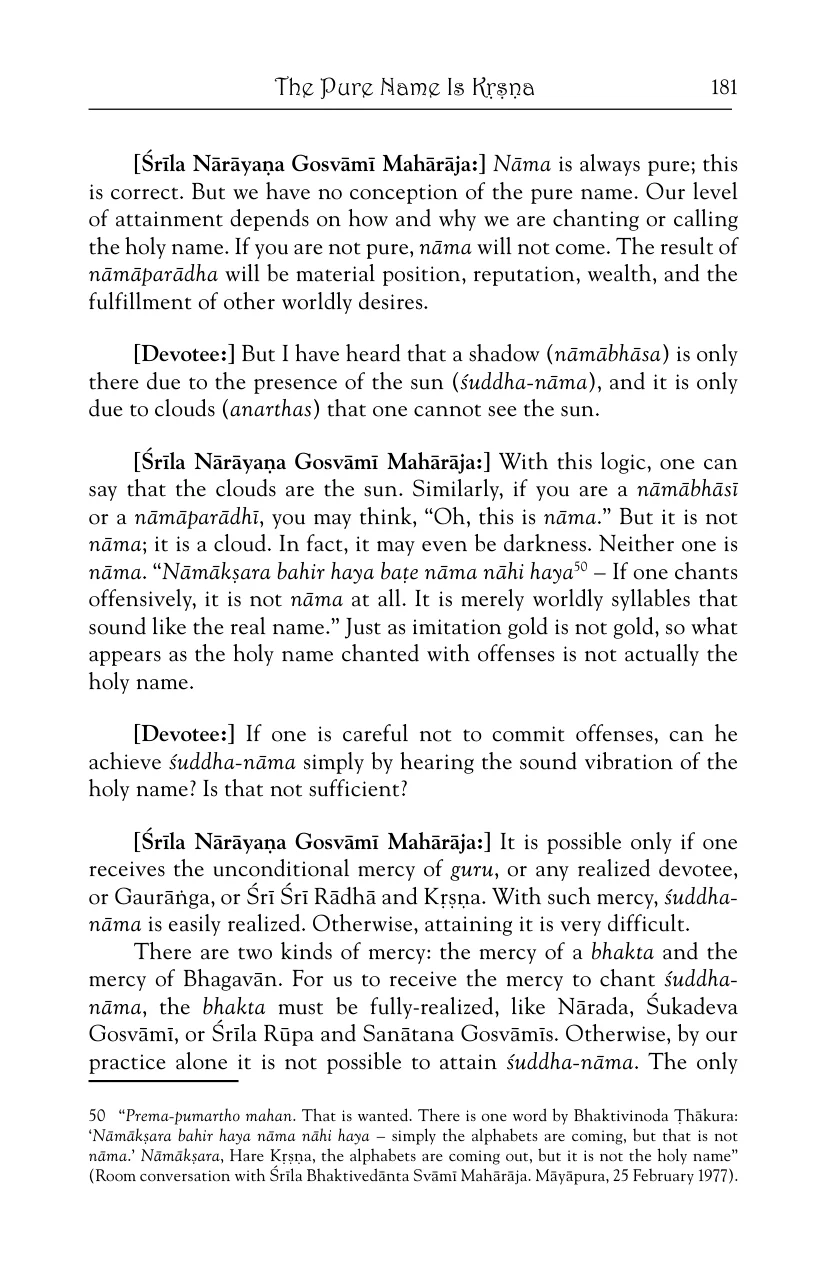 The Pure Name Is Kṛṣṇa 181
[Śrīla Nārāyaṇa Gosvāmī Mahārāja:] Nāma is always pure; this
is correct. But we have no conception of the pure name. Our level
of attainment depends on how and why we are chanting or calling
the holy name. If you are not pure, nāma will not come. The result of
nāmāparādha will be material position, reputation, wealth, and the
fulfillment of other worldly desires.
[Devotee:] But I have heard that a shadow (nāmābhāsa) is only
there due to the presence of the sun (śuddha-nāma), and it is only
due to clouds (anarthas) that one cannot see the sun.
[Śrīla Nārāyaṇa Gosvāmī Mahārāja:] With this logic, one can
say that the clouds are the sun. Similarly, if you are a nāmābhāsī
or a nāmāparādhī, you may think, “Oh, this is nāma.” But it is not
nāma; it is a cloud. In fact, it may even be darkness. Neither one is
nāma. “Nāmākṣara bahir haya baṭe nāma nāhi haya50 – If one chants
offensively, it is not nāma at all. It is merely worldly syllables that
sound like the real name.” Just as imitation gold is not gold, so what
appears as the holy name chanted with offenses is not actually the
holy name.
[Devotee:] If one is careful not to commit offenses, can he
achieve śuddha-nāma simply by hearing the sound vibration of the
holy name? Is that not sufficient?
[Śrīla Nārāyaṇa Gosvāmī Mahārāja:] It is possible only if one
receives the unconditional mercy of guru, or any realized devotee,
or Gaurāṅga, or Śrī Śrī Rādhā and Kṛṣṇa. With such mercy, śuddha-
nāma is easily realized. Otherwise, attaining it is very difficult.
There are two kinds of mercy: the mercy of a bhakta and the
mercy of Bhagavān. For us to receive the mercy to chant śuddha-
nāma, the bhakta must be fully-realized, like Nārada, Śukadeva
Gosvāmī, or Śrīla Rūpa and Sanātana Gosvāmīs. Otherwise, by our
practice alone it is not possible to attain śuddha-nāma. The only
50 “Prema-pumartho mahan. That is wanted. There is one word by Bhaktivinoda Ṭhākura:
‘Nāmākṣara bahir haya nāma nāhi haya – simply the alphabets are coming, but that is not
nāma.’ Nāmākṣara, Hare Kṛṣṇa, the alphabets are coming out, but it is not the holy name”
(Room conversation with Śrīla Bhaktivedānta Svāmī Mahārāja. Māyāpura, 25 February 1977).